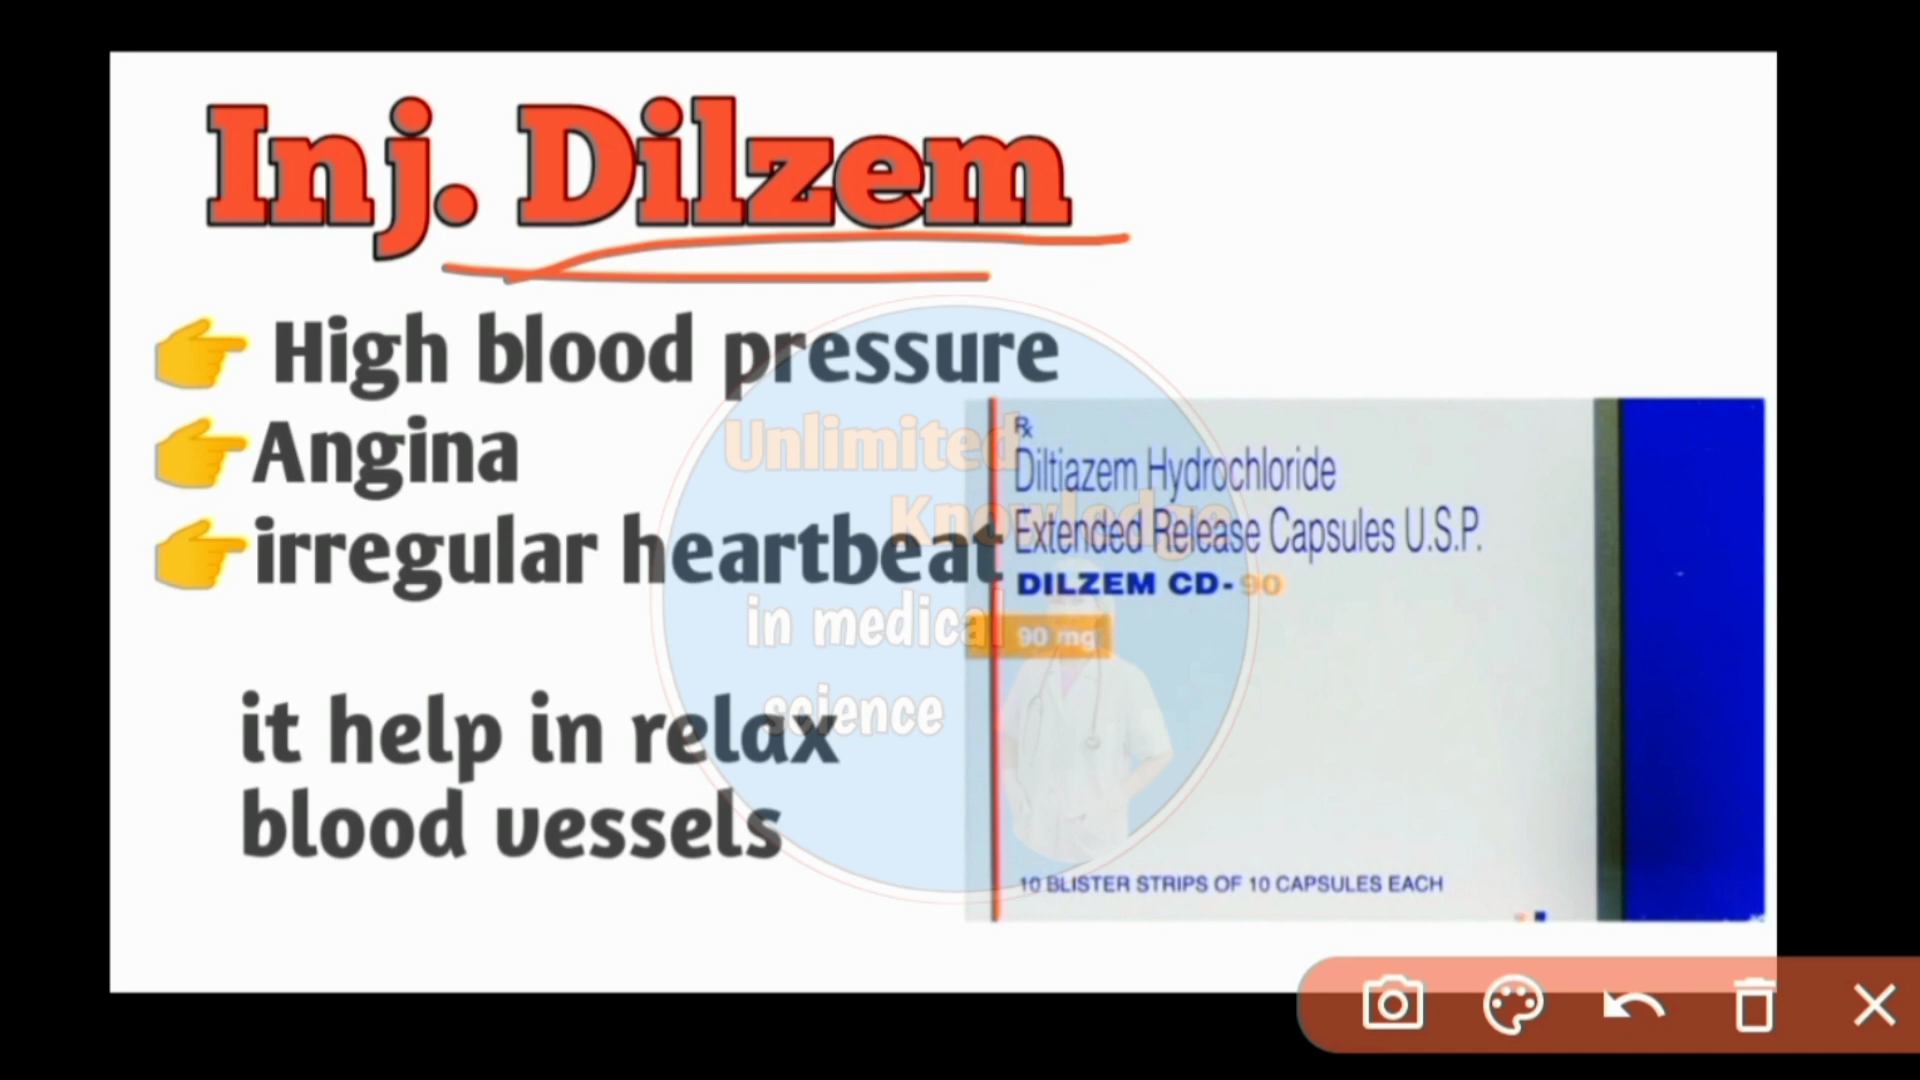 Inj. Dilzem
👉 High blood pressure
👉Angina
👉irregular heartbeat
it help in relax
blood vessels
Unlimited
Knowledge
in medical
science
Rx
Diltiazem Hydrochloride
Extended Release Capsules U.S.P.
DILZEM CD-90
90 mg
10 BLISTER STRIPS OF 10 CAPSULES EACH